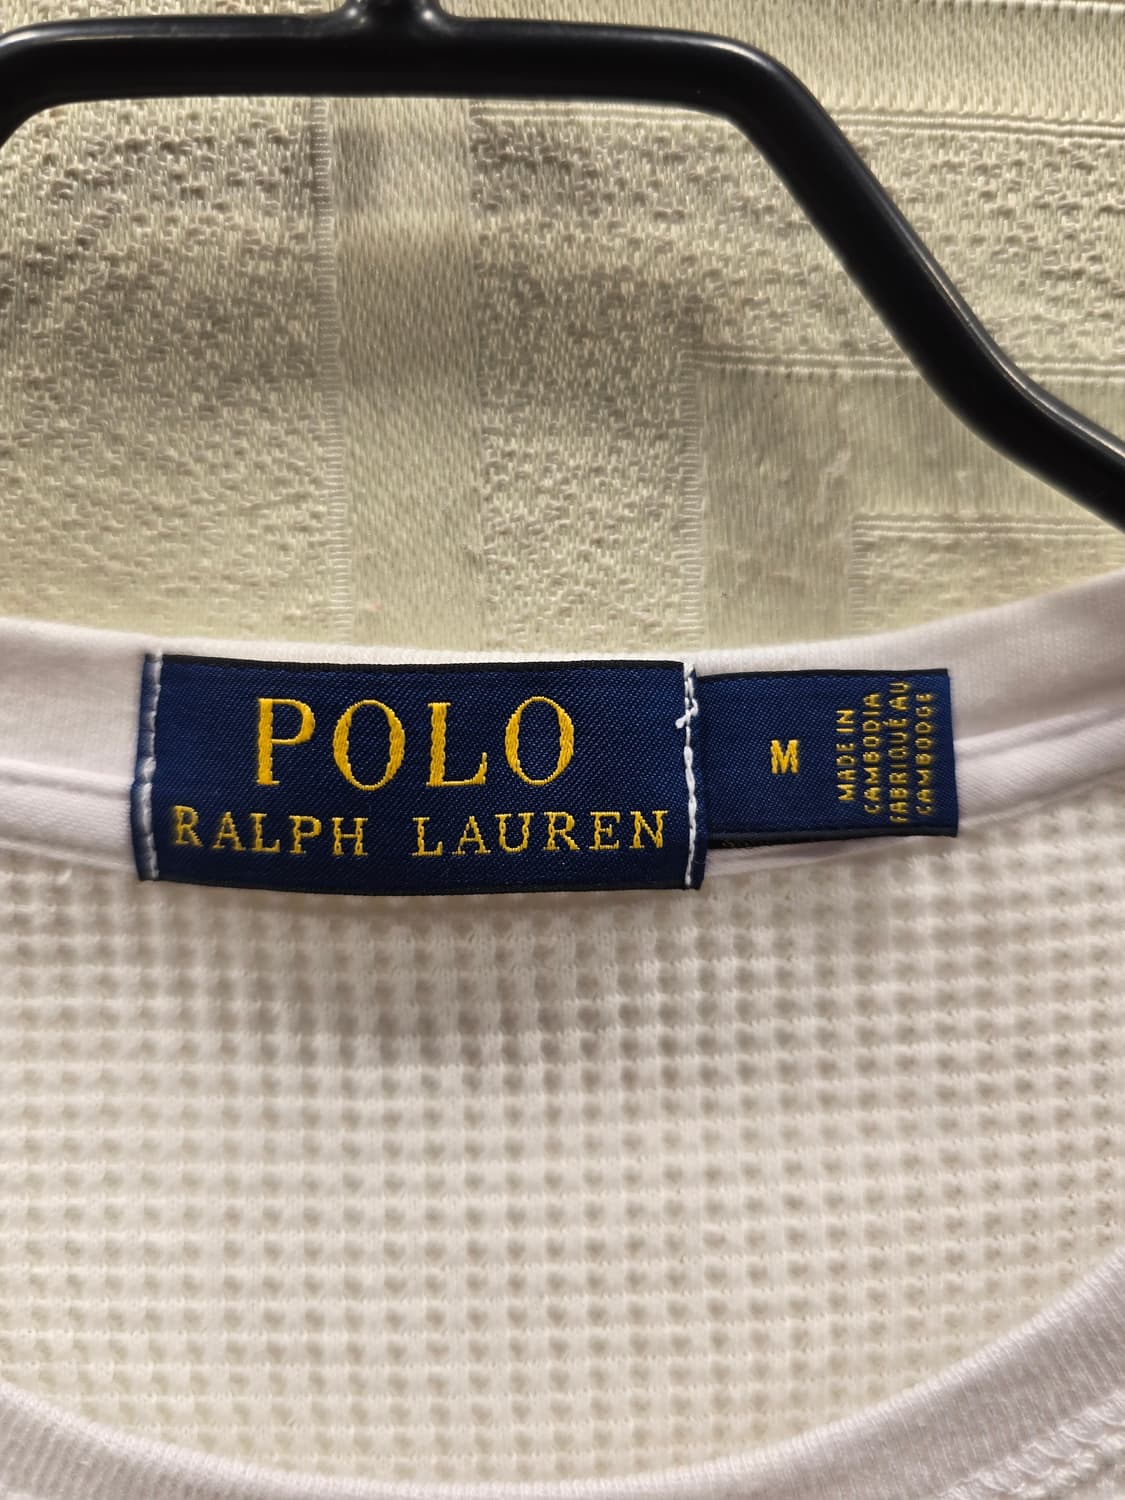 POLO
RALPH LAUREN
M
MADE IN
CAMBODIA
FABRIQUÉ AU
CAMBODGE